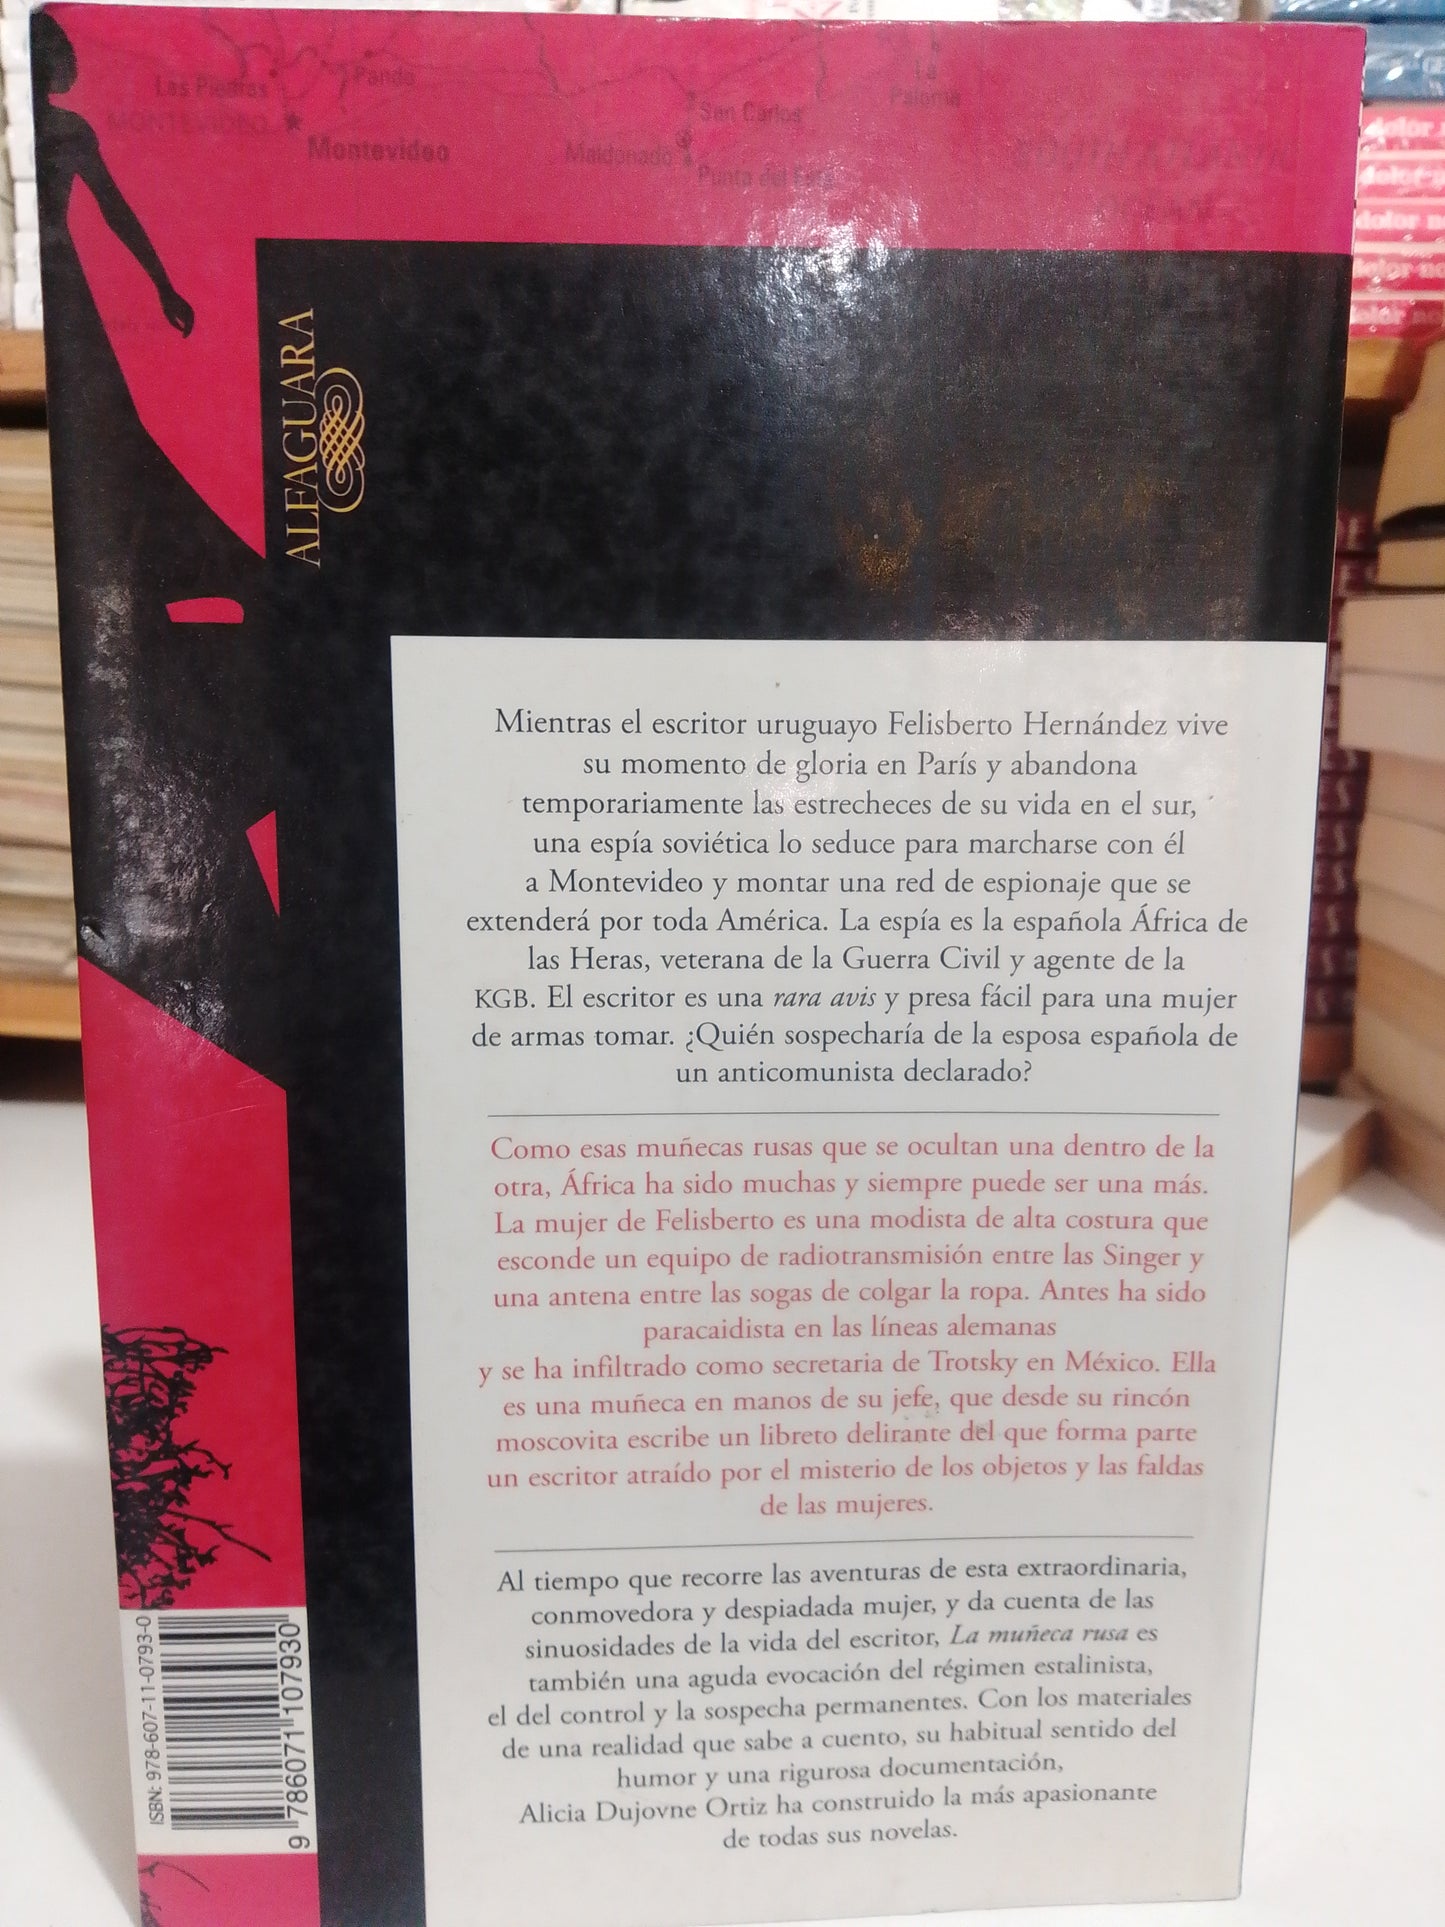 Las Piedras
Pando
MONTEVIDEO
Montevideo
San Carlos
Maldonado
Punta del Este
La
Paloma
ALFAGUARA
Mientras el escritor uruguayo Felisberto Hernández vive
su momento de gloria en París y abandona
temporariamente las estrecheces de su vida en el sur,
una espía soviética lo seduce para marcharse con él
a Montevideo y montar una red de espionaje que se
extenderá por toda América. La espía es la española África de
las Heras, veterana de la Guerra Civil y agente de la
KGB. El escritor es una rara avis y presa fácil para una mujer
de armas tomar. ¿Quién sospecharía de la esposa española de
un anticomunista declarado?
Como esas muñecas rusas que se ocultan una dentro de la
otra, África ha sido muchas y siempre puede ser una más.
La mujer de Felisberto es una modista de alta costura que
esconde un equipo de radiotransmisión entre las Singer y
una antena entre las sogas de colgar la ropa. Antes ha sido
paracaidista en las líneas alemanas
y se ha infiltrado como secretaria de Trotsky en México. Ella
es una muñeca en manos de su jefe, que desde su rincón
moscovita escribe un libreto delirante del que forma parte
un escritor atraído por el misterio de los objetos y las faldas
de las mujeres.
Al tiempo que recorre las aventuras de esta extraordinaria,
conmovedora y despiadada mujer, y da cuenta de las
sinuosidades de la vida del escritor, La muñeca rusa es
también una aguda evocación del régimen estalinista,
el del control y la sospecha permanentes. Con los materiales
de una realidad que sabe a cuento, su habitual sentido del
humor y una rigurosa documentación,
Alicia Dujovne Ortiz ha construido la más apasionante
de todas sus novelas.
ISBN: 978-607-11-0793-0
9 786071 107930
dolor no
dolor
dolor no
dolor no
dolor no